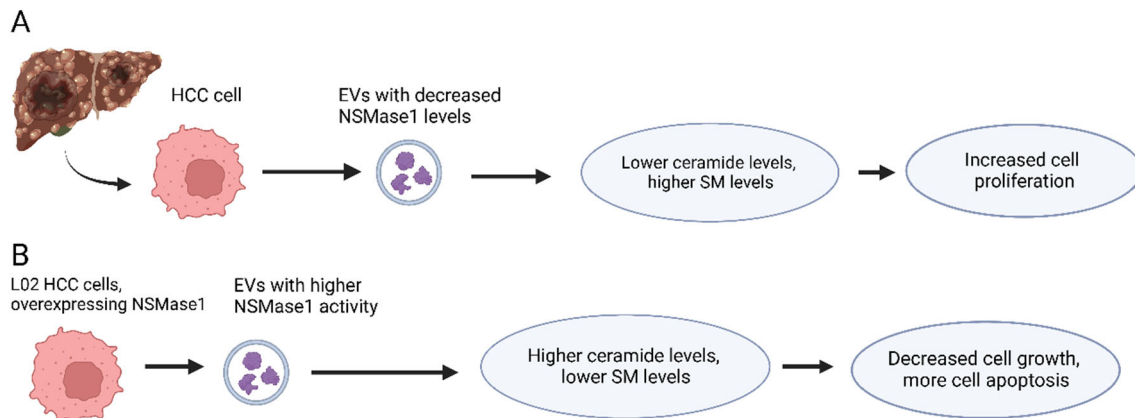 A
HCC cell
EVs with decreased
NSMase1 levels
Lower ceramide levels,
higher SM levels
Increased cell
proliferation
B
L02 HCC cells,
overexpressing NSMase1
EVs with higher
NSMase1 activity
Higher ceramide levels,
lower SM levels
Decreased cell growth,
more cell apoptosis